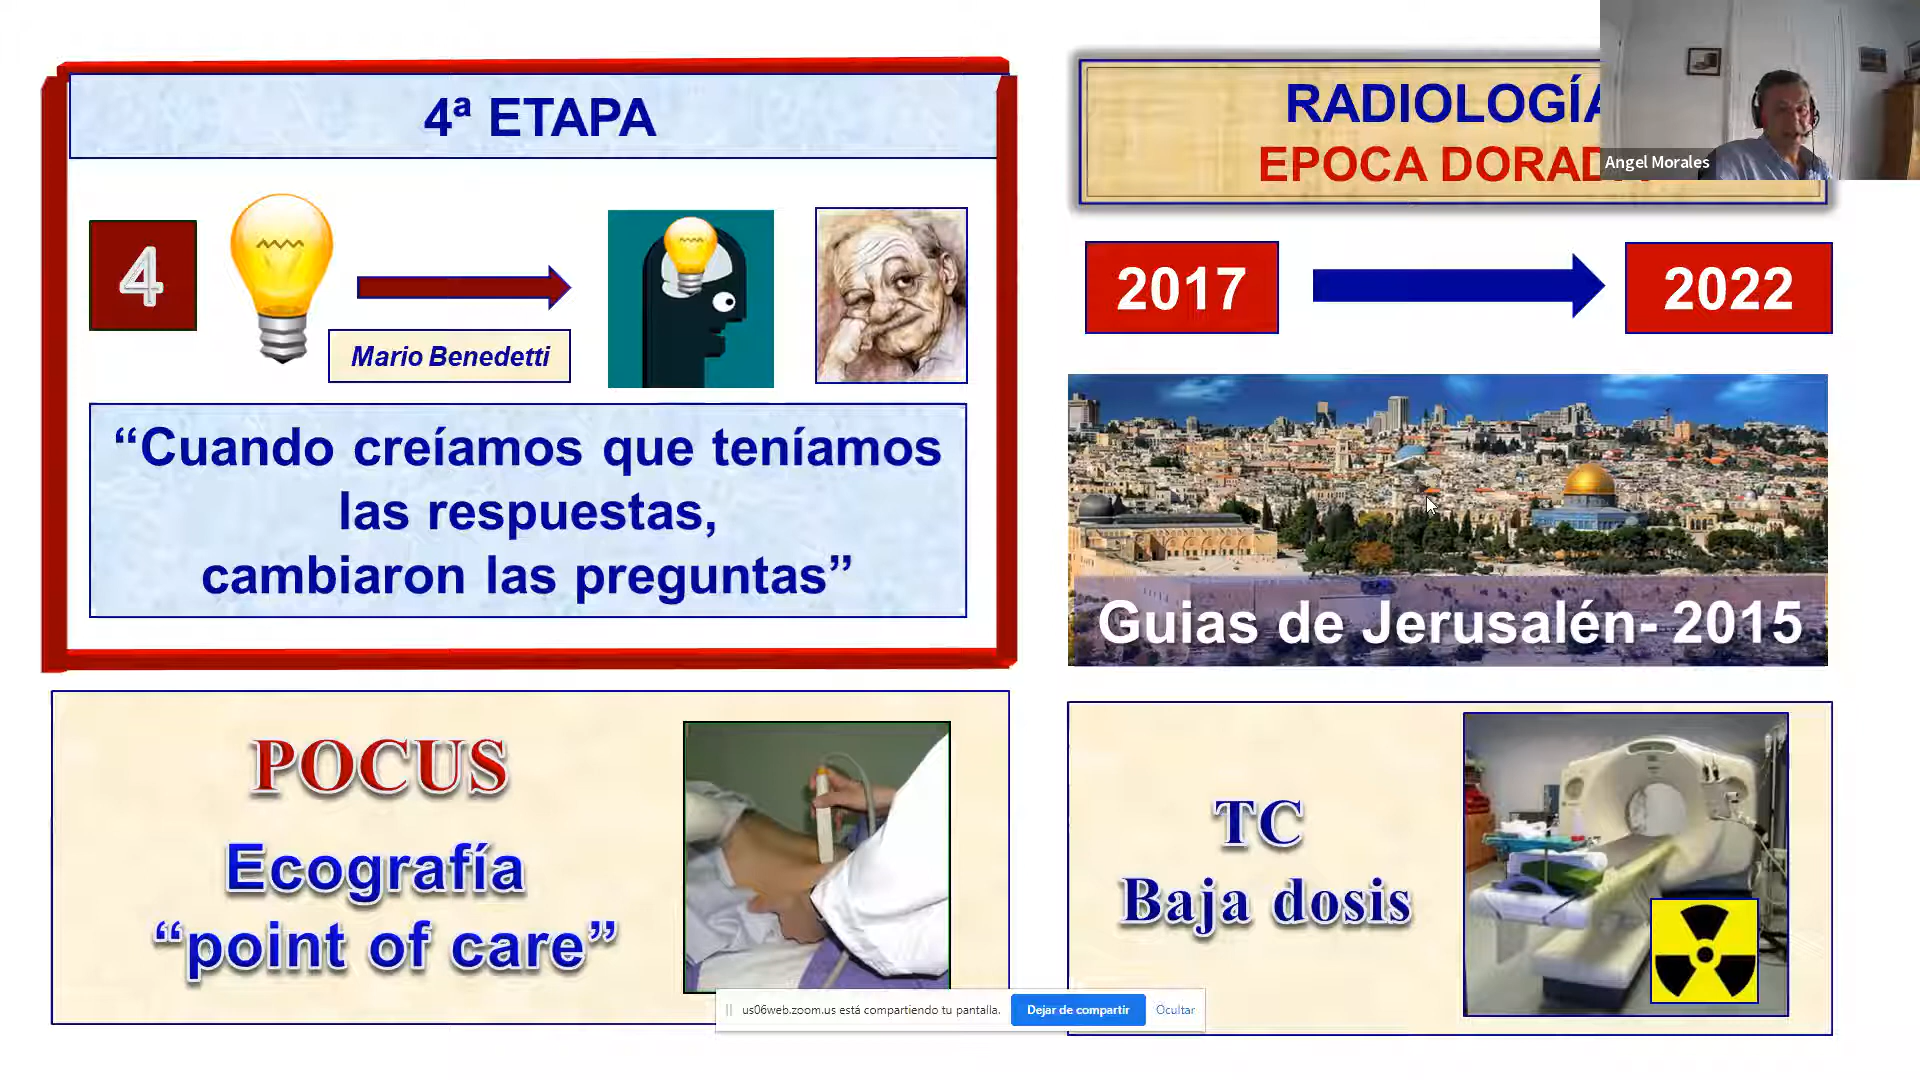 4ª ETAPA
4
Mario Benedetti
“Cuando creíamos que teníamos
las respuestas,
cambiaron las preguntas”
POCUS
Ecografía
“point of care”
RADIOLOGÍA
EPOCA DORADA
Angel Morales
2017
2022
Guias de Jerusalén- 2015
TC
Baja dosis
us06web.zoom.us está compartiendo tu pantalla.
Dejar de compartir
Ocultar